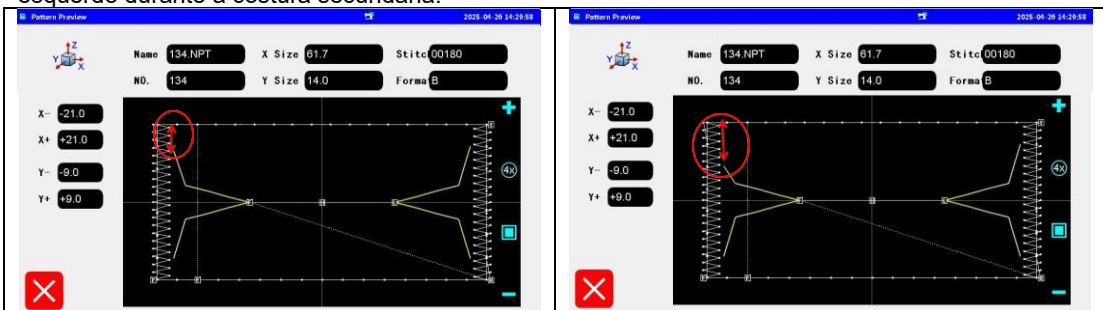 esquerdo durante a costura secundária.
Pattern Preview 2025-04-26 14:29:58
Name 134.NPT X Size 61.7 Stitc 00180
NO. 134 Y Size 14.0 Forma B
Z
Y X
X- -21.0
X+ +21.0
Y- -9.0
Y+ +9.0
4X
Pattern Preview 2025-04-26 14:29:58
Name 134.NPT X Size 61.7 Stitc 00180
NO. 134 Y Size 14.0 Forma B
Z
Y X
X- -21.0
X+ +21.0
Y- -9.0
Y+ +9.0
4X